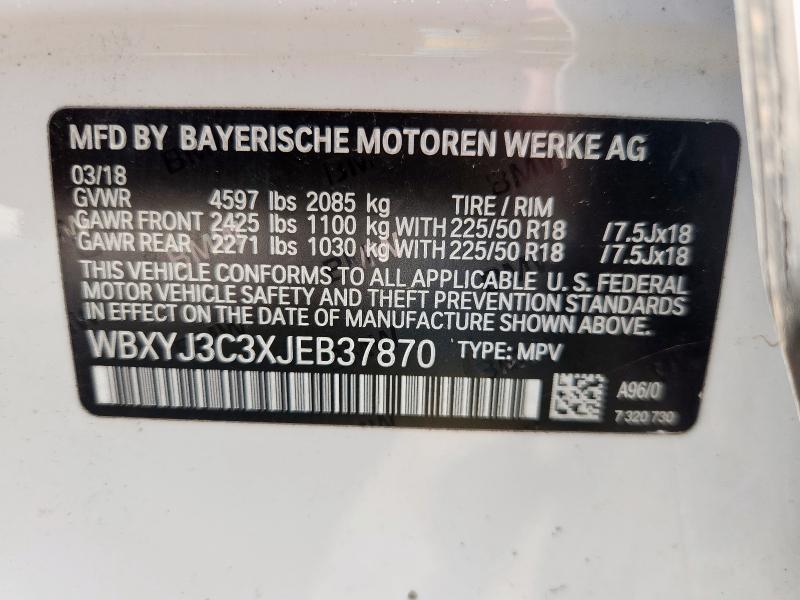 MFD BY BAYERISCHE MOTOREN WERKE AG
03/18
GVWR 4597 lbs 2085 kg TIRE / RIM
GAWR FRONT 2425 lbs 1100 kg WITH 225/50 R18 /7.5Jx18
GAWR REAR 2271 lbs 1030 kg WITH 225/50 R18 /7.5Jx18
THIS VEHICLE CONFORMS TO ALL APPLICABLE U. S. FEDERAL
MOTOR VEHICLE SAFETY AND THEFT PREVENTION STANDARDS
IN EFFECT ON THE DATE OF MANUFACTURE SHOWN ABOVE
WBXYJ3C3XJEB37870 TYPE: MPV
A96/0
7 320 730